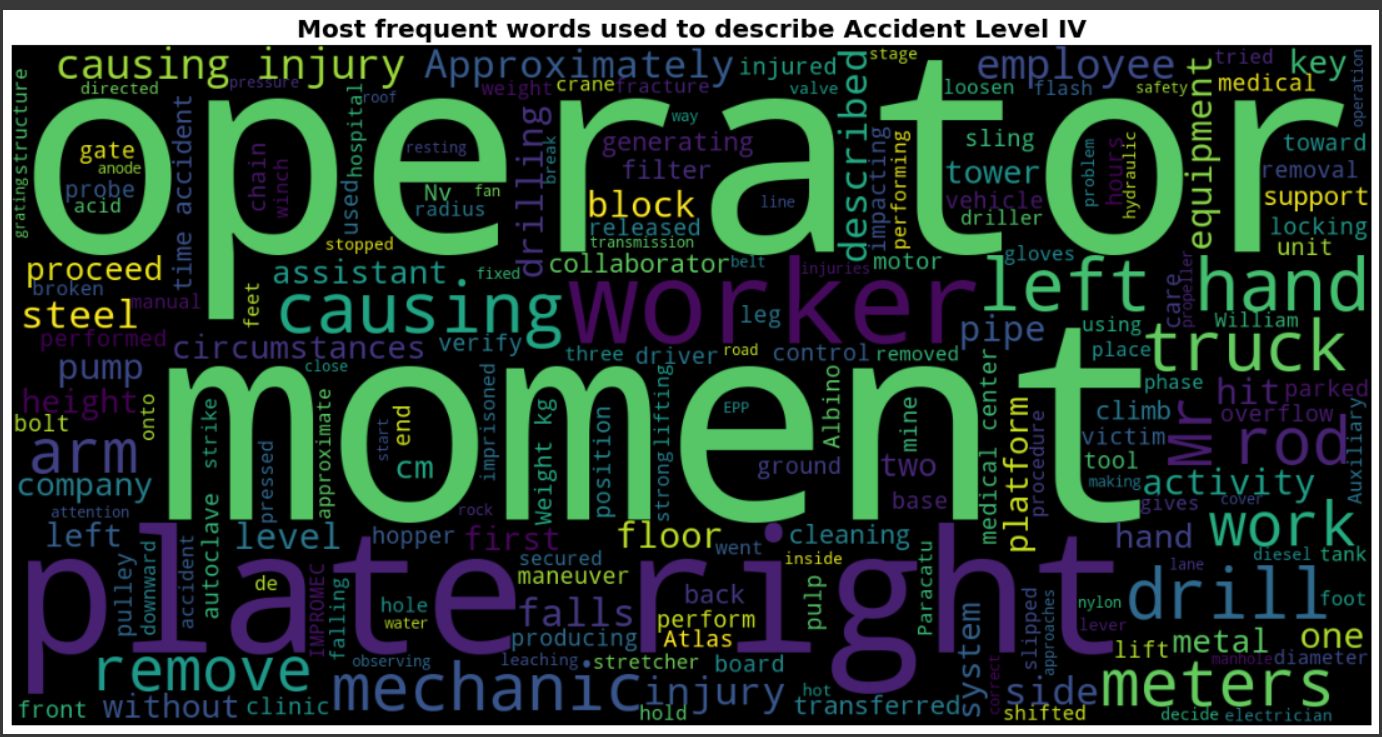 Most frequent words used to describe Accident Level IV
causing injury
Approximately
injured
stage
employee
tried
key
directed
pressure
weight
crane
fracture
valve
described
loosen
flash
safety
medical
equipment
operation
structure
grating
roof
hospital
operator
way
generating
filter
drilling
break
impacting
performing
sling
tower
vehicle
driller
problem
hours
hydraulic
toward
removal
support
locking
unit
gate
anode
probe
acid
time accident
chain
winch
used
resting
Nv
fan
radius
block
released
transmission
line
stopped
gloves
proceed
broken
manual
steel
feet
assistant
fixed
collaborator
belt
injuries
motor
left hand
care
propeller
William
causing
worker
leg
pipe
using
place
truck
performed
circumstances
verify
three
driver
road
control
removed
phase
pump
close
height
onto
bolt
strike
moment
start
end
cm
approximate
imprisoned
Weight kg
position
strong
lifting
EPP
Albino
mine
medical center
platform
procedure
climb
victim
tool
making
hit
parked
overflow
Mr
rod
Auxilliary
arm
company
pressed
ground
two
base
activity
gives
cover
attention
rock
left
level
hopper
first
floor
went
cleaning
hand
work
diesel
tank
lane
pulley
downward
accident
autoclave
de
IMPROMEC
falling
plate
right
secured
maneuver
inside
hole
water
falls
back
perform
Atlas
producing
pulp
Paracatu
system
slipped
approaches
nylon
lever
drill
foot
lift
metal
one
manhole
diameter
remove
observing
leaching
stretcher
board
mechanic
injury
hot
transferred
correct
side
shifted
meters
front
without
clinic
hold
decide
electrician